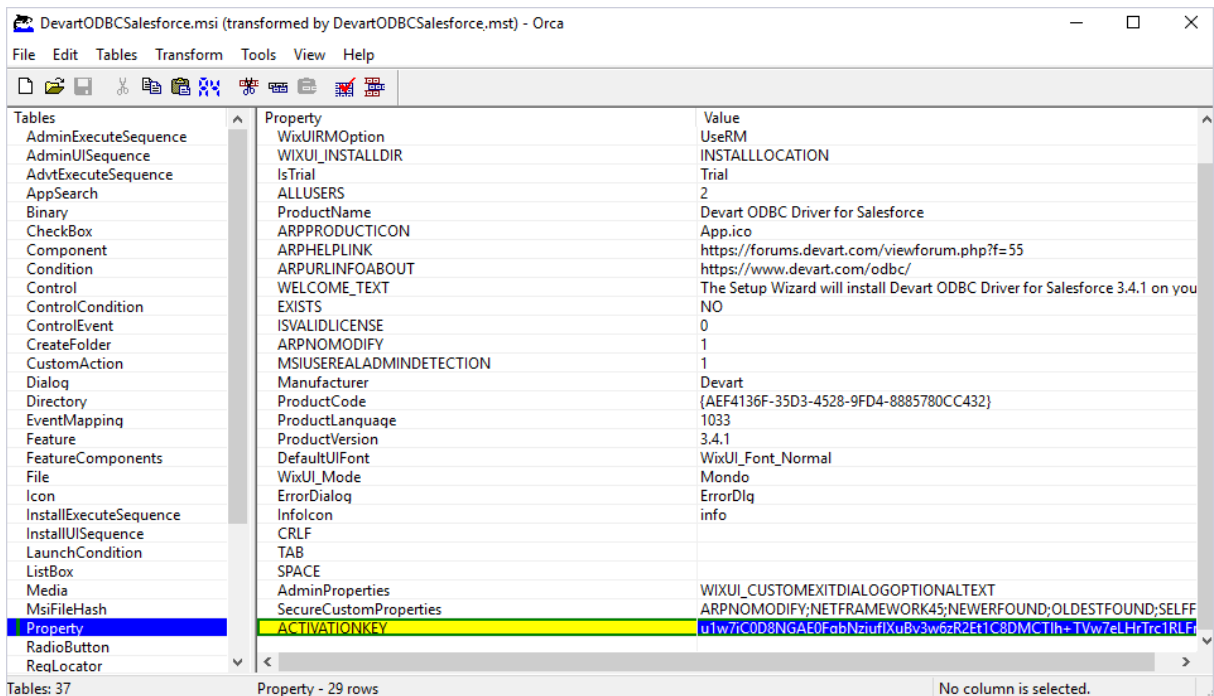 DevartODBCSalesforce.msi (transformed by DevartODBCSalesforce.mst) - Orca
File Edit Tables Transform Tools View Help
Tables Property Value
AdminExecuteSequence WixUIRMOption UseRM
AdminUISequence WIXUI_INSTALLDIR INSTALLLOCATION
AdvtExecuteSequence IsTrial Trial
AppSearch ALLUSERS 2
Binary ProductName Devart ODBC Driver for Salesforce
CheckBox ARPPRODUCTICON App.ico
Component ARPHELPLINK https://forums.devart.com/viewforum.php?f=55
Condition ARPURLINFOABOUT https://www.devart.com/odbc/
Control WELCOME_TEXT The Setup Wizard will install Devart ODBC Driver for Salesforce 3.4.1 on you
ControlCondition EXISTS NO
ControlEvent ISVALIDLICENSE 0
CreateFolder ARPNOMODIFY 1
CustomAction MSIUSEREALADMINDETECTION 1
Dialog Manufacturer Devart
Directory ProductCode {AEF4136F-35D3-4528-9FD4-8885780CC432}
EventMapping ProductLanguage 1033
Feature ProductVersion 3.4.1
FeatureComponents DefaultUIFont WixUI_Font_Normal
File WixUI_Mode Mondo
Icon ErrorDialog ErrorDlg
InstallExecuteSequence InfoIcon info
InstallUISequence CRLF
LaunchCondition TAB
ListBox SPACE
Media AdminProperties WIXUI_CUSTOMEXITDIALOGOPTIONALTEXT
MsiFileHash SecureCustomProperties ARPNOMODIFY;NETFRAMEWORK45;NEWERFOUND;OLDESTFOUND;SELFF
Property ACTIVATIONKEY
RadioButton
RegLocator
Tables: 37 Property - 29 rows No column is selected.